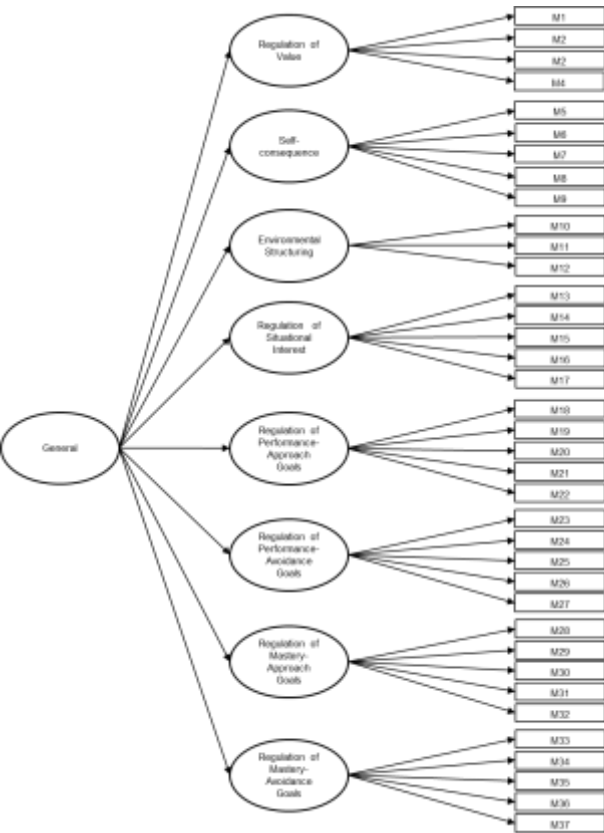 Regulation of
Value
M1
M2
M2
M4
Self-
consequence
M5
M6
M7
M8
M9
Environmental
Structuring
M10
M11
M12
Regulation of
Situational
Interest
M13
M14
M15
M16
M17
General
Regulation of
Performance-
Approach
Goals
M18
M19
M20
M21
M22
Regulation of
Performance-
Avoidance
Goals
M23
M24
M25
M26
M27
Regulation of
Mastery-
Approach
Goals
M28
M29
M30
M31
M32
Regulation of
Mastery-
Avoidance
Goals
M33
M34
M35
M36
M37